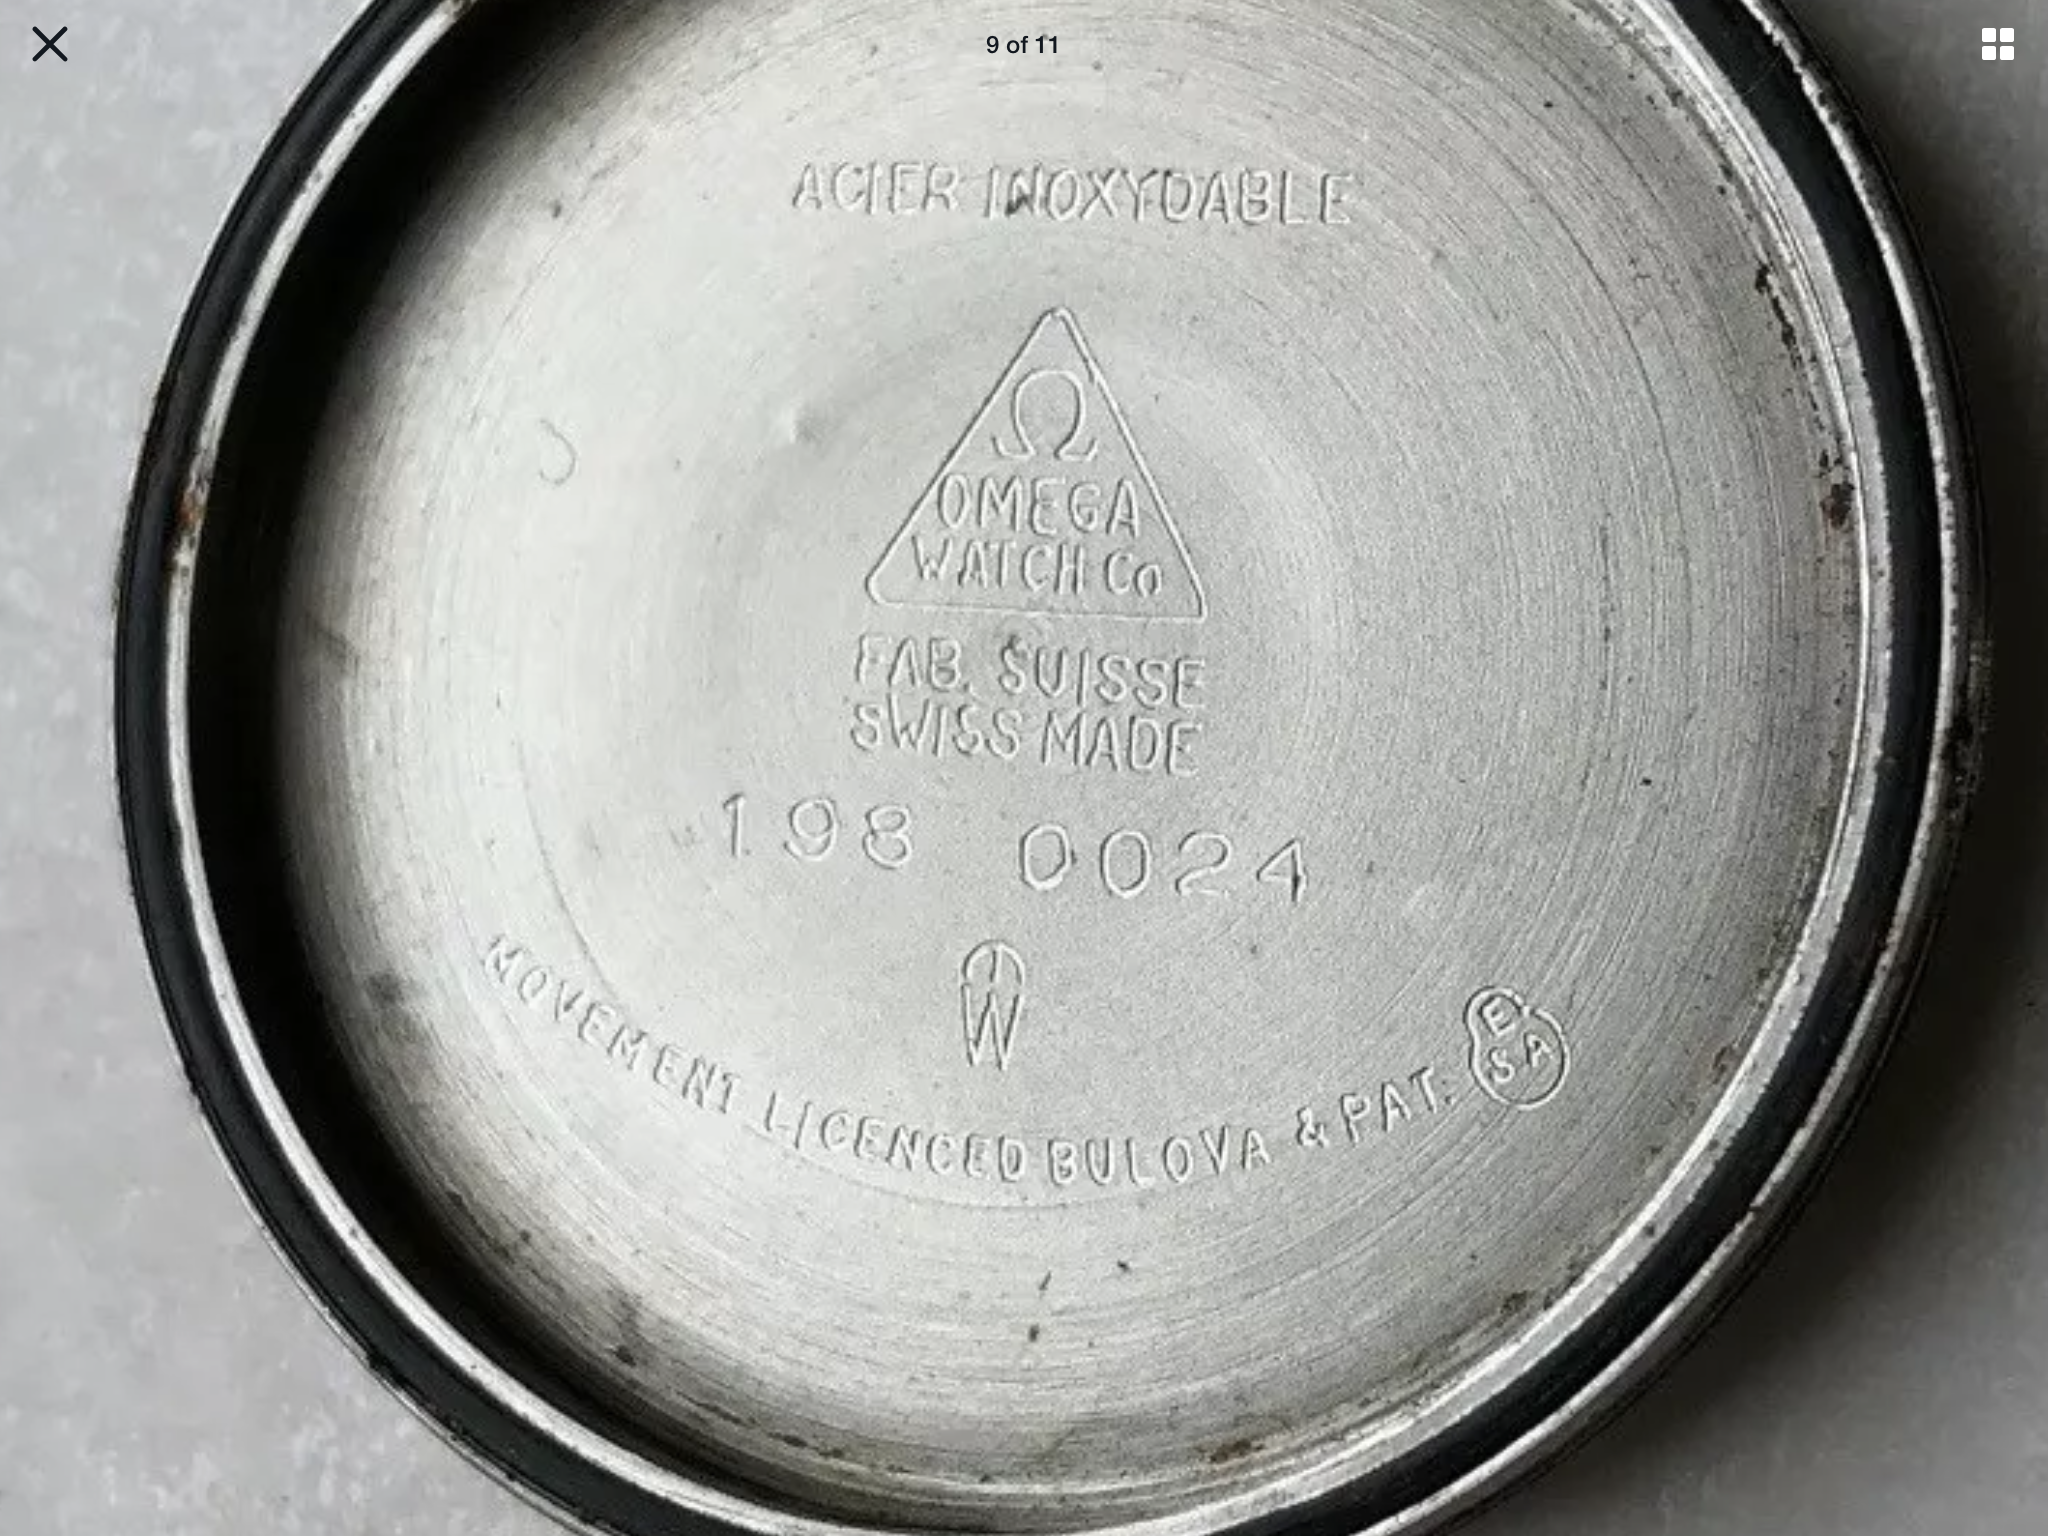 9 of 11
ACIER INOXYDABLE
Ω
OMEGA
WATCH Co
FAB. SUISSE
SWISS MADE
198 0024
W
MOVEMENT LICENCED BULOVA & PAT. E. SA